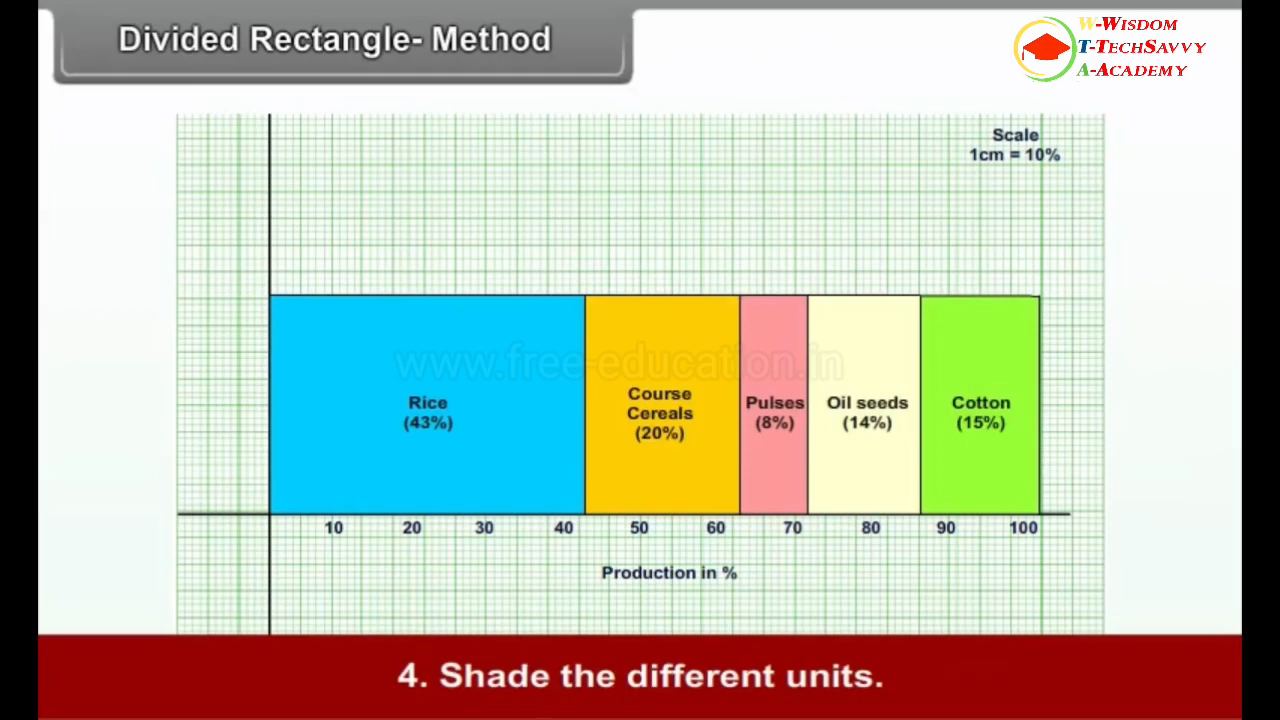 Divided Rectangle- Method
W-WISDOM
T-TECHSAVVY
A-ACADEMY
Scale
1cm = 10%
www.free-education.in
Rice
(43%)
Course
Cereals
(20%)
Pulses
(8%)
Oil seeds
(14%)
Cotton
(15%)
10 20 30 40 50 60 70 80 90 100
Production in %
4. Shade the different units.